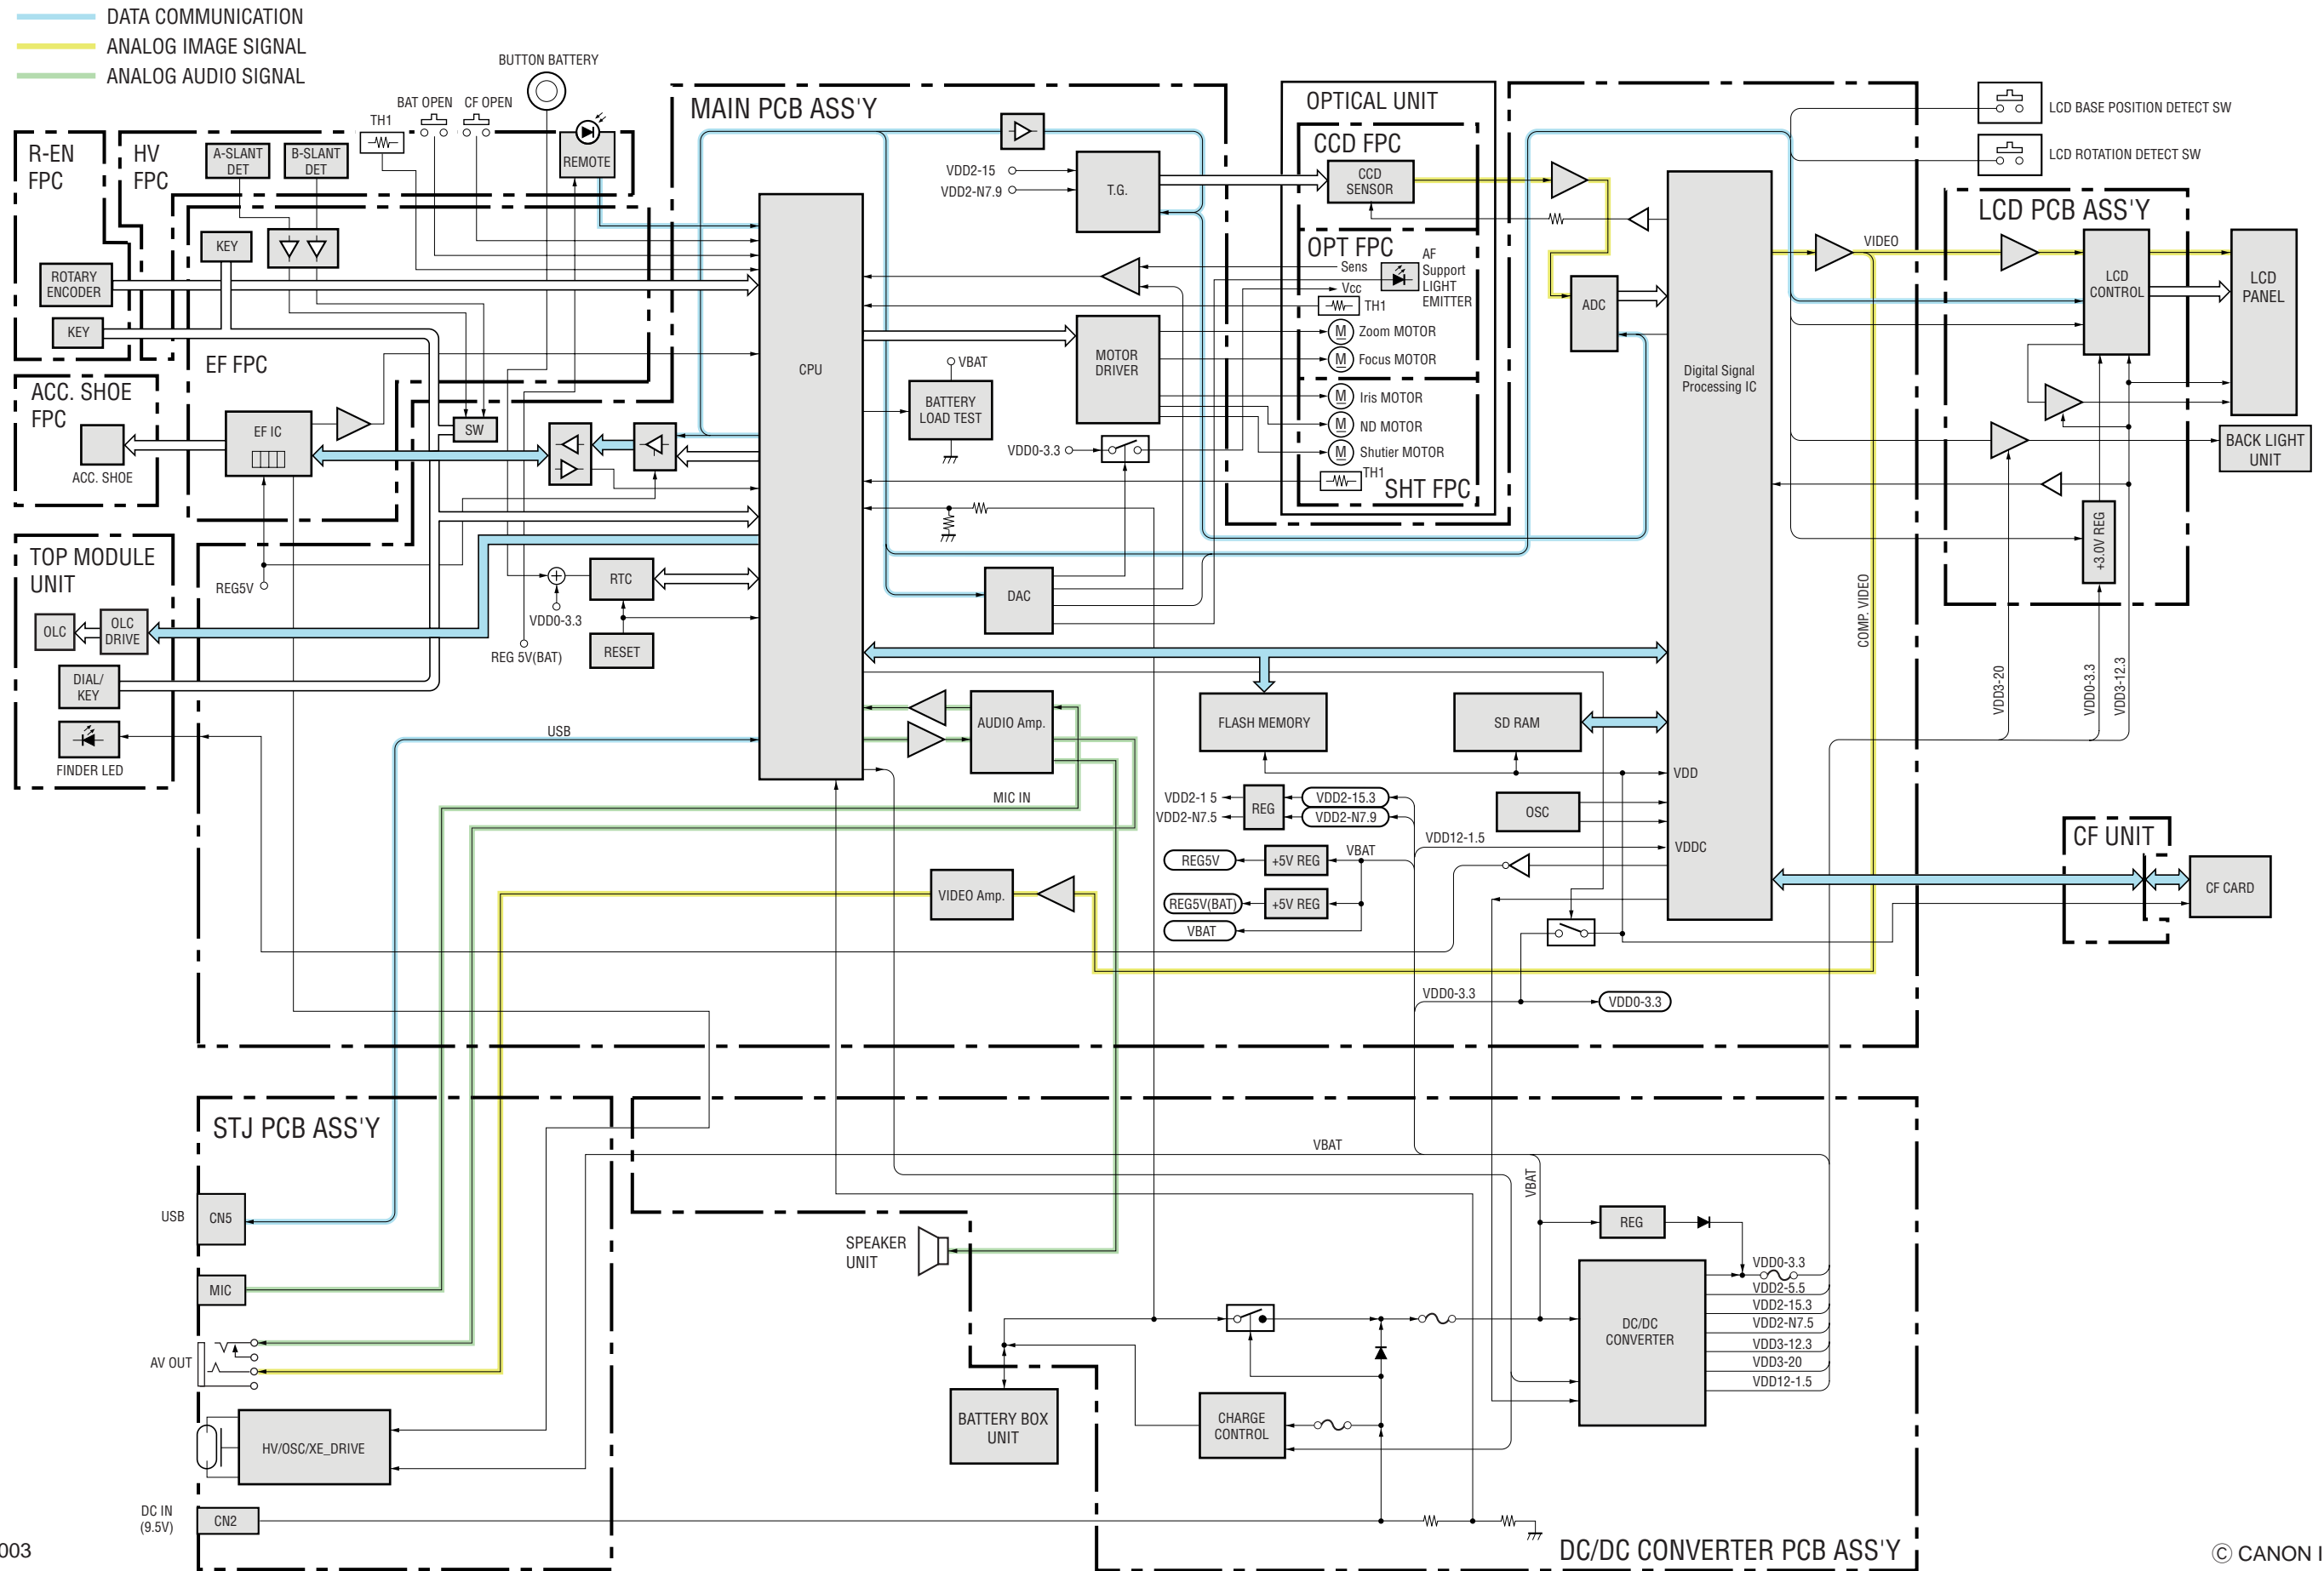 DATA COMMUNICATION
ANALOG IMAGE SIGNAL
ANALOG AUDIO SIGNAL
BUTTON BATTERY
BAT OPEN
CF OPEN
TH1
R-EN
FPC
HV
FPC
A-SLANT
DET
B-SLANT
DET
REMOTE
KEY
ROTARY
ENCODER
KEY
EF FPC
ACC. SHOE
FPC
ACC. SHOE
EF IC
SW
TOP MODULE
UNIT
REG5V
OLC
OLC
DRIVE
DIAL/
KEY
FINDER LED
MAIN PCB ASS'Y
CPU
VDD2-15
VDD2-N7.9
T.G.
VBAT
BATTERY
LOAD TEST
MOTOR
DRIVER
VDD0-3.3
RTC
VDD0-3.3
REG 5V(BAT)
RESET
DAC
USB
AUDIO Amp.
MIC IN
VIDEO Amp.
OPTICAL UNIT
CCD FPC
CCD
SENSOR
OPT FPC
Sens
Vcc
AF
Support
LIGHT
EMITTER
TH1
M
Zoom MOTOR
M
Focus MOTOR
M
Iris MOTOR
M
ND MOTOR
M
Shutier MOTOR
TH1
SHT FPC
ADC
Digital Signal
Processing IC
FLASH MEMORY
SD RAM
VDD
VDD2-1 5
VDD2-N7.5
REG
VDD2-15.3
VDD2-N7.9
OSC
VDD12-1.5
VDDC
REG5V
+5V REG
VBAT
REG5V(BAT)
+5V REG
VBAT
VDD0-3.3
VDD0-3.3
LCD BASE POSITION DETECT SW
LCD ROTATION DETECT SW
LCD PCB ASS'Y
VIDEO
LCD
CONTROL
LCD
PANEL
BACK LIGHT
UNIT
+3.0V REG
COMP. VIDEO
VDD3-20
VDD0-3.3
VDD3-12.3
CF UNIT
CF CARD
STJ PCB ASS'Y
USB
CN5
MIC
AV OUT
HV/OSC/XE_DRIVE
DC IN
(9.5V)
CN2
SPEAKER
UNIT
VBAT
VBAT
REG
BATTERY BOX
UNIT
CHARGE
CONTROL
DC/DC
CONVERTER
VDD0-3.3
VDD2-5.5
VDD2-15.3
VDD2-N7.5
VDD3-12.3
VDD3-20
VDD12-1.5
DC/DC CONVERTER PCB ASS'Y
003
© CANON I